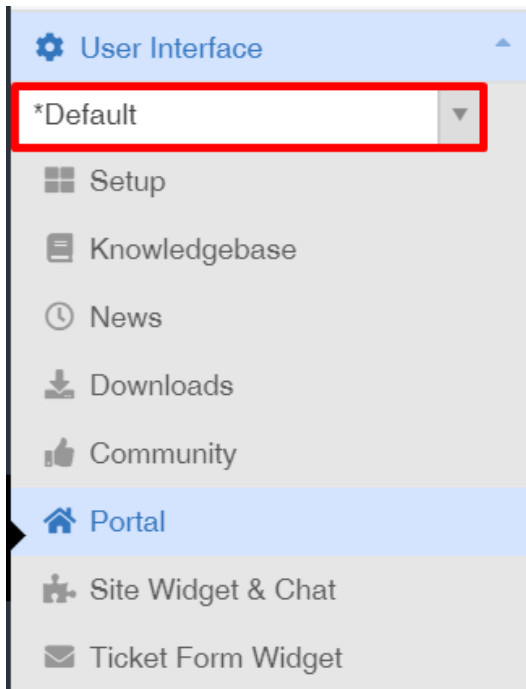 User Interface
*Default
Setup
Knowledgebase
News
Downloads
Community
Portal
Site Widget & Chat
Ticket Form Widget